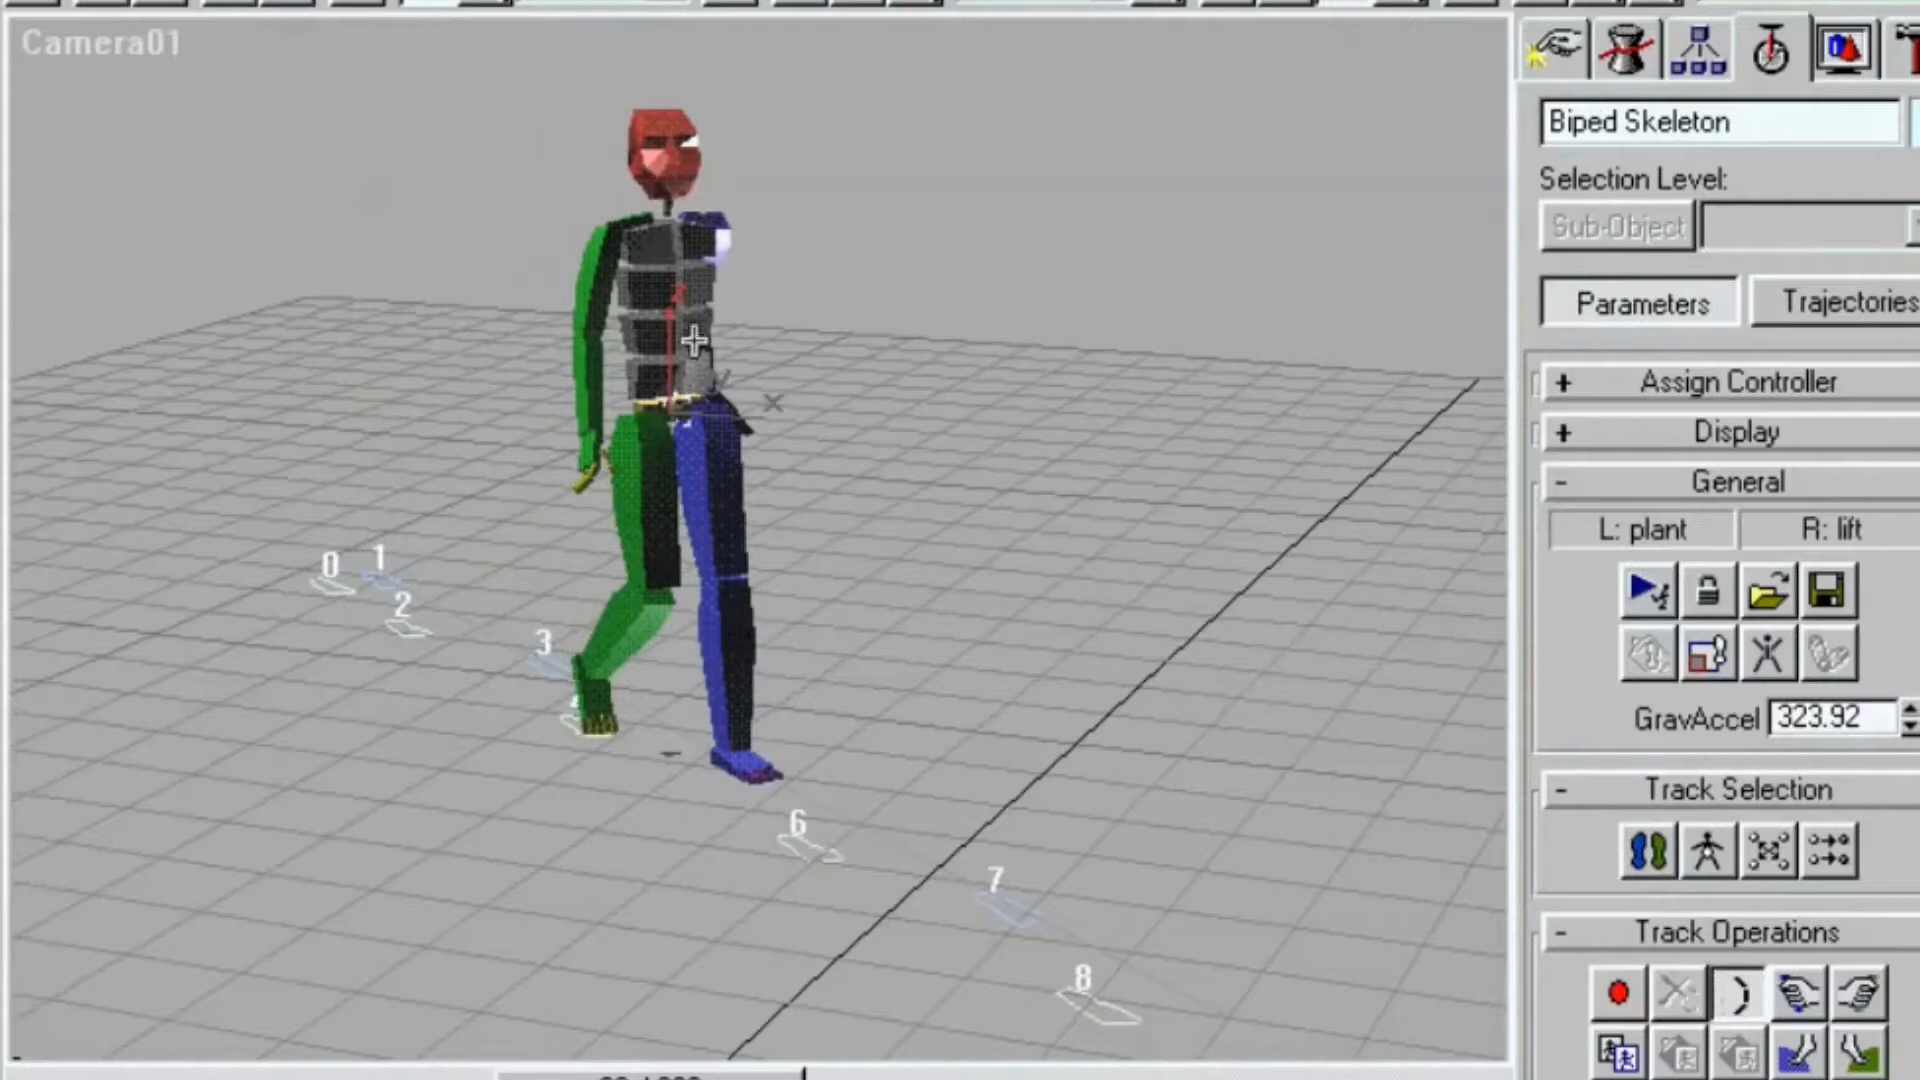 Camera01
Biped Skeleton
Selection Level:
Sub-Object
Parameters
Trajectories
+ Assign Controller
+ Display
- General
L: plant
R: lift
GravAccel 323.92
- Track Selection
- Track Operations
0
1
2
3
6
7
8
z
x